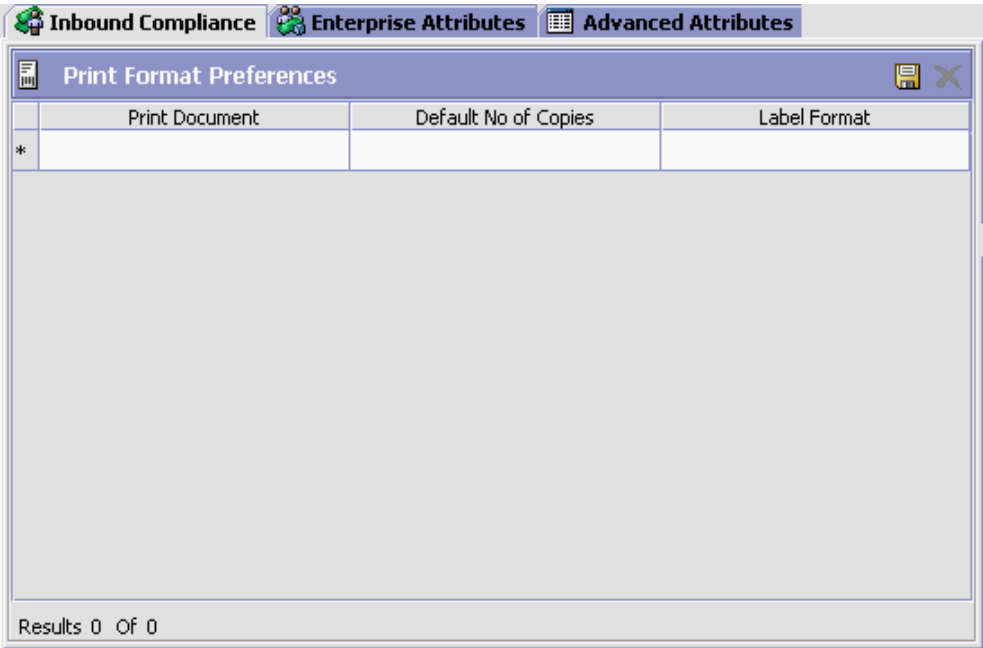 Inbound Compliance Enterprise Attributes Advanced Attributes
Print Format Preferences
Print Document Default No of Copies Label Format
*
Results 0 Of 0